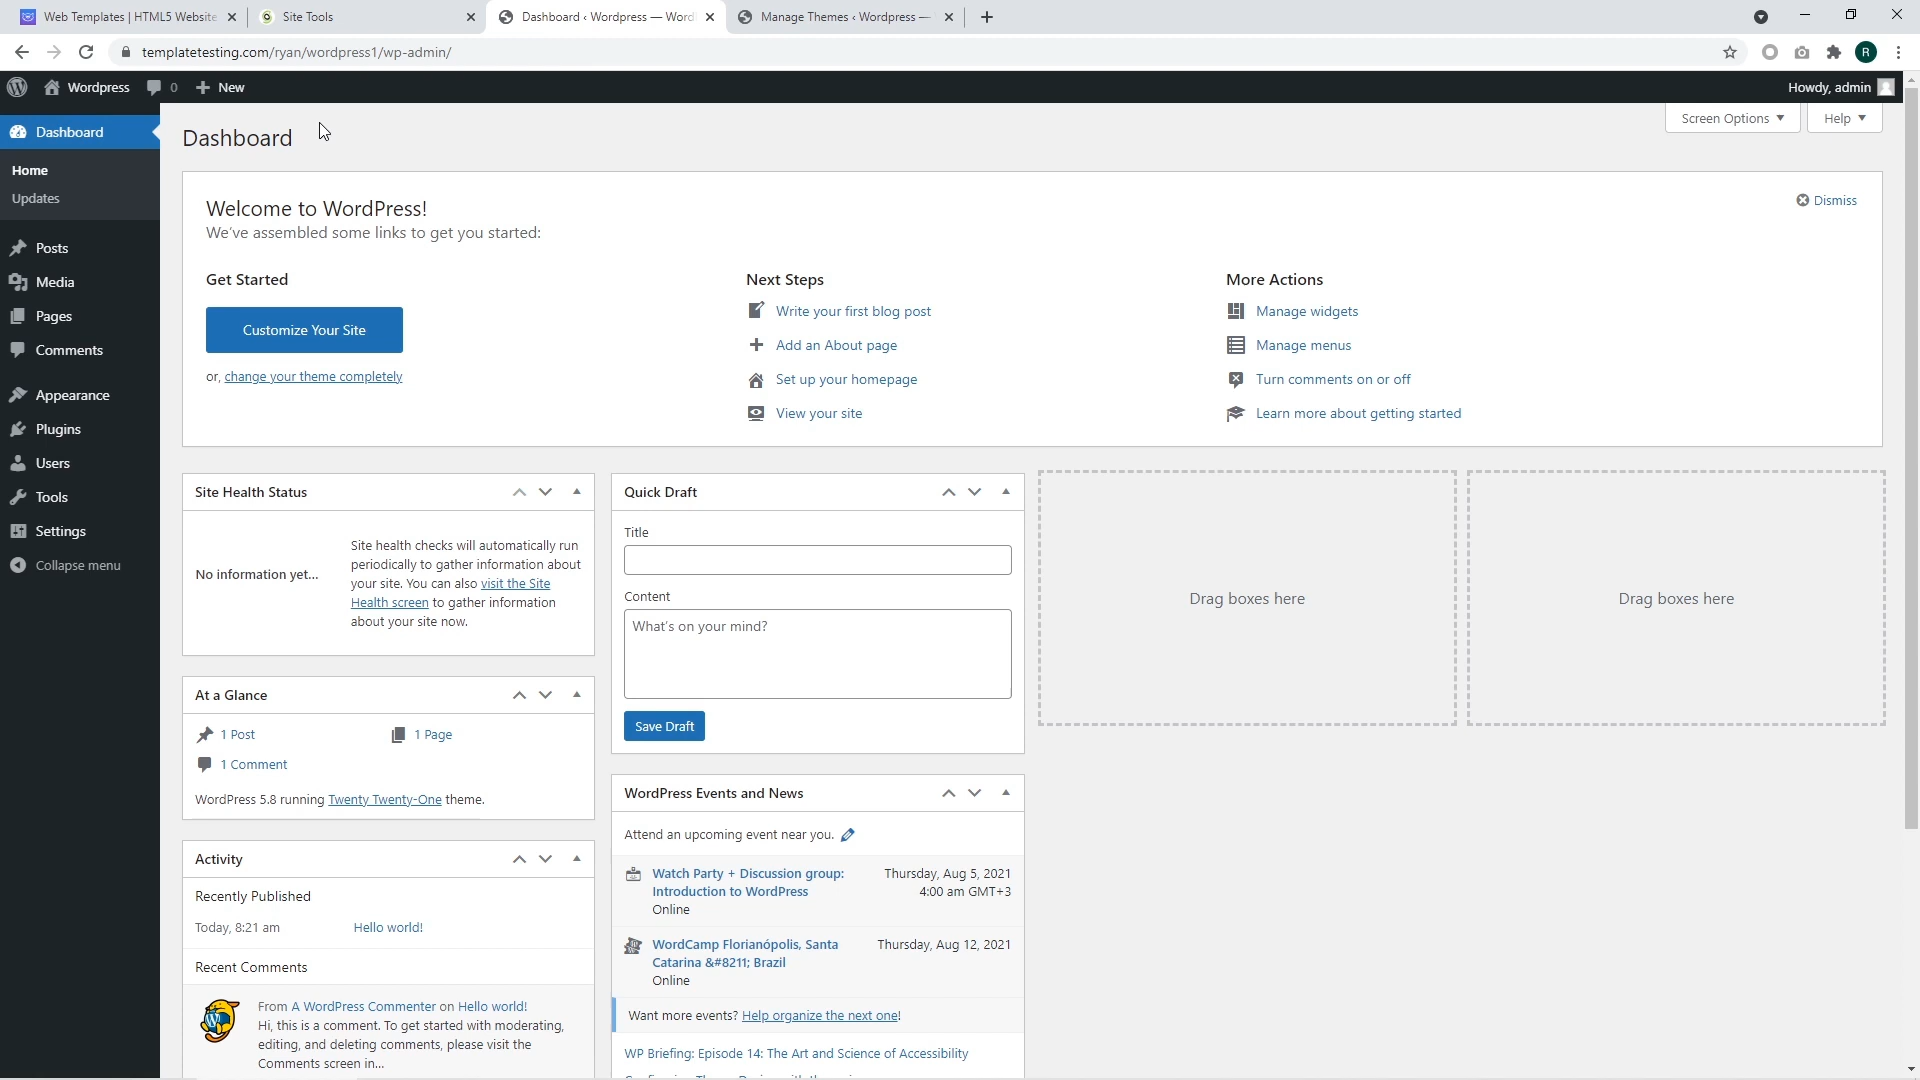 Web Templates | HTML5 Website
Site Tools
Dashboard ‹ Wordpress — Word
Manage Themes ‹ Wordpress —
templatetesting.com/ryan/wordpress1/wp-admin/
R
Wordpress
0
New
Howdy, admin
Dashboard
Home
Updates
Posts
Media
Pages
Comments
Appearance
Plugins
Users
Tools
Settings
Collapse menu
Dashboard
Screen Options
Help
Welcome to WordPress!
We've assembled some links to get you started:
Dismiss
Get Started
Customize Your Site
or, change your theme completely
Next Steps
Write your first blog post
Add an About page
Set up your homepage
View your site
More Actions
Manage widgets
Manage menus
Turn comments on or off
Learn more about getting started
Site Health Status
No information yet...
Site health checks will automatically run
periodically to gather information about
your site. You can also visit the Site
Health screen to gather information
about your site now.
At a Glance
1 Post
1 Page
1 Comment
WordPress 5.8 running Twenty Twenty-One theme.
Activity
Recently Published
Today, 8:21 am
Hello world!
Recent Comments
From A WordPress Commenter on Hello world!
Hi, this is a comment. To get started with moderating,
editing, and deleting comments, please visit the
Comments screen in...
Quick Draft
Title
Content
What's on your mind?
Save Draft
WordPress Events and News
Attend an upcoming event near you.
Watch Party + Discussion group:
Introduction to WordPress
Online
Thursday, Aug 5, 2021
4:00 am GMT+3
WordCamp Florianópolis, Santa
Catarina &#8211; Brazil
Online
Thursday, Aug 12, 2021
Want more events? Help organize the next one!
WP Briefing: Episode 14: The Art and Science of Accessibility
Drag boxes here
Drag boxes here